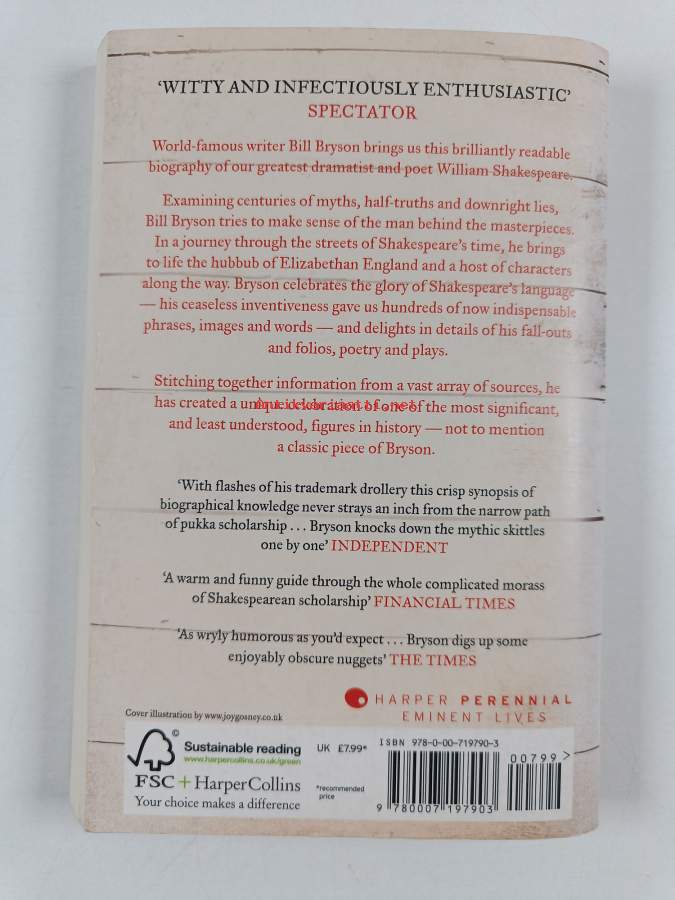 ‘WITTY AND INFECTIOUSLY ENTHUSIASTIC’
SPECTATOR
World-famous writer Bill Bryson brings us this brilliantly readable
biography of our greatest dramatist and poet William Shakespeare.
Examining centuries of myths, half-truths and downright lies,
Bill Bryson tries to make sense of the man behind the masterpieces.
In a journey through the streets of Shakespeare’s time, he brings
to life the hubbub of Elizabethan England and a host of characters
along the way. Bryson celebrates the glory of Shakespeare’s language
— his ceaseless inventiveness gave us hundreds of now indispensable
phrases, images and words — and delights in details of his fall-outs
and folios, poetry and plays.
Stitching together information from a vast array of sources, he
has created a unique celebration of one of the most significant,
and least understood, figures in history — not to mention
a classic piece of Bryson.
‘With flashes of his trademark drollery this crisp synopsis of
biographical knowledge never strays an inch from the narrow path
of pukka scholarship . . . Bryson knocks down the mythic skittles
one by one’ INDEPENDENT
‘A warm and funny guide through the whole complicated morass
of Shakespearean scholarship’ FINANCIAL TIMES
‘As wryly humorous as you’d expect . . . Bryson digs up some
enjoyably obscure nuggets’ THE TIMES
HARPER PERENNIAL
EMINENT LIVES
Cover illustration by www.joygosney.co.uk
© Sustainable reading
www.harpercollins.co.uk/green
FSC + HarperCollins
Your choice makes a difference
UK £7.99*
*recommended
price
ISBN 978-0-00-719790-3
00799 >
9 780007 197903